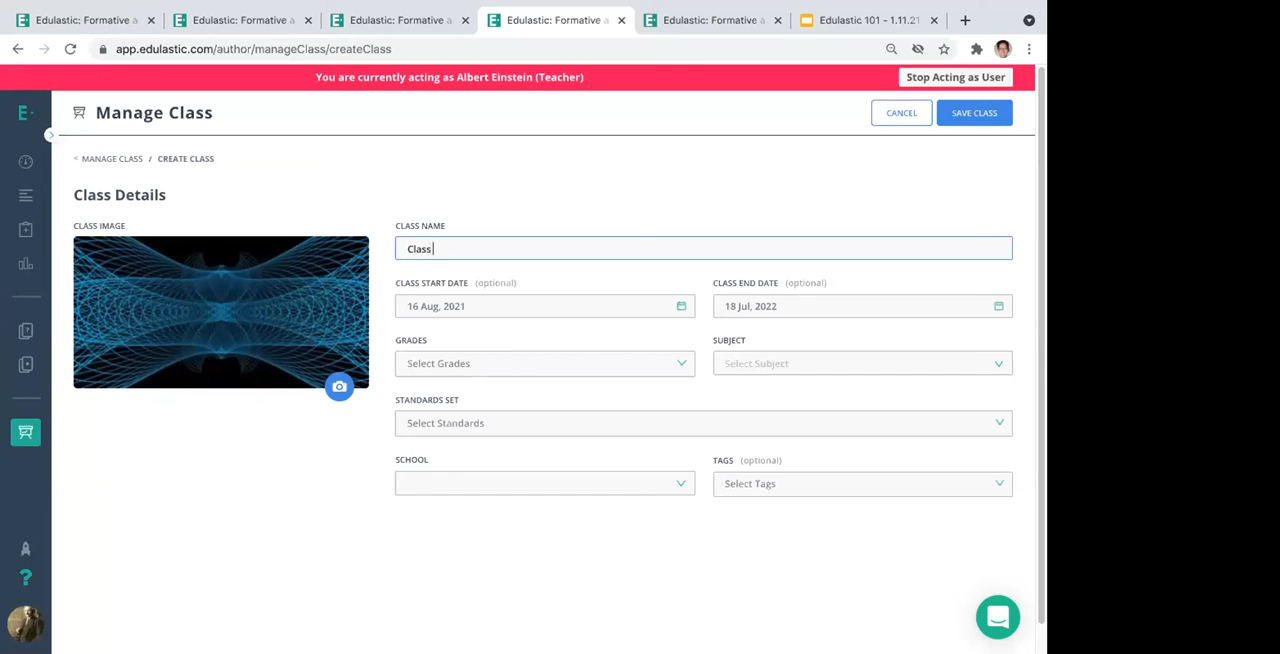 Edulastic: Formative a
Edulastic: Formative a
Edulastic: Formative a
Edulastic: Formative a
Edulastic: Formative a
Edulastic 101 - 1.11.21
app.edulastic.com/author/manageClass/createClass
You are currently acting as Albert Einstein (Teacher)
Stop Acting as User
E
Manage Class
CANCEL
SAVE CLASS
< MANAGE CLASS / CREATE CLASS
Class Details
CLASS IMAGE
CLASS NAME
Class
CLASS START DATE (optional)
CLASS END DATE (optional)
16 Aug, 2021
18 Jul, 2022
GRADES
SUBJECT
Select Grades
Select Subject
STANDARDS SET
Select Standards
SCHOOL
TAGS (optional)
Select Tags
?